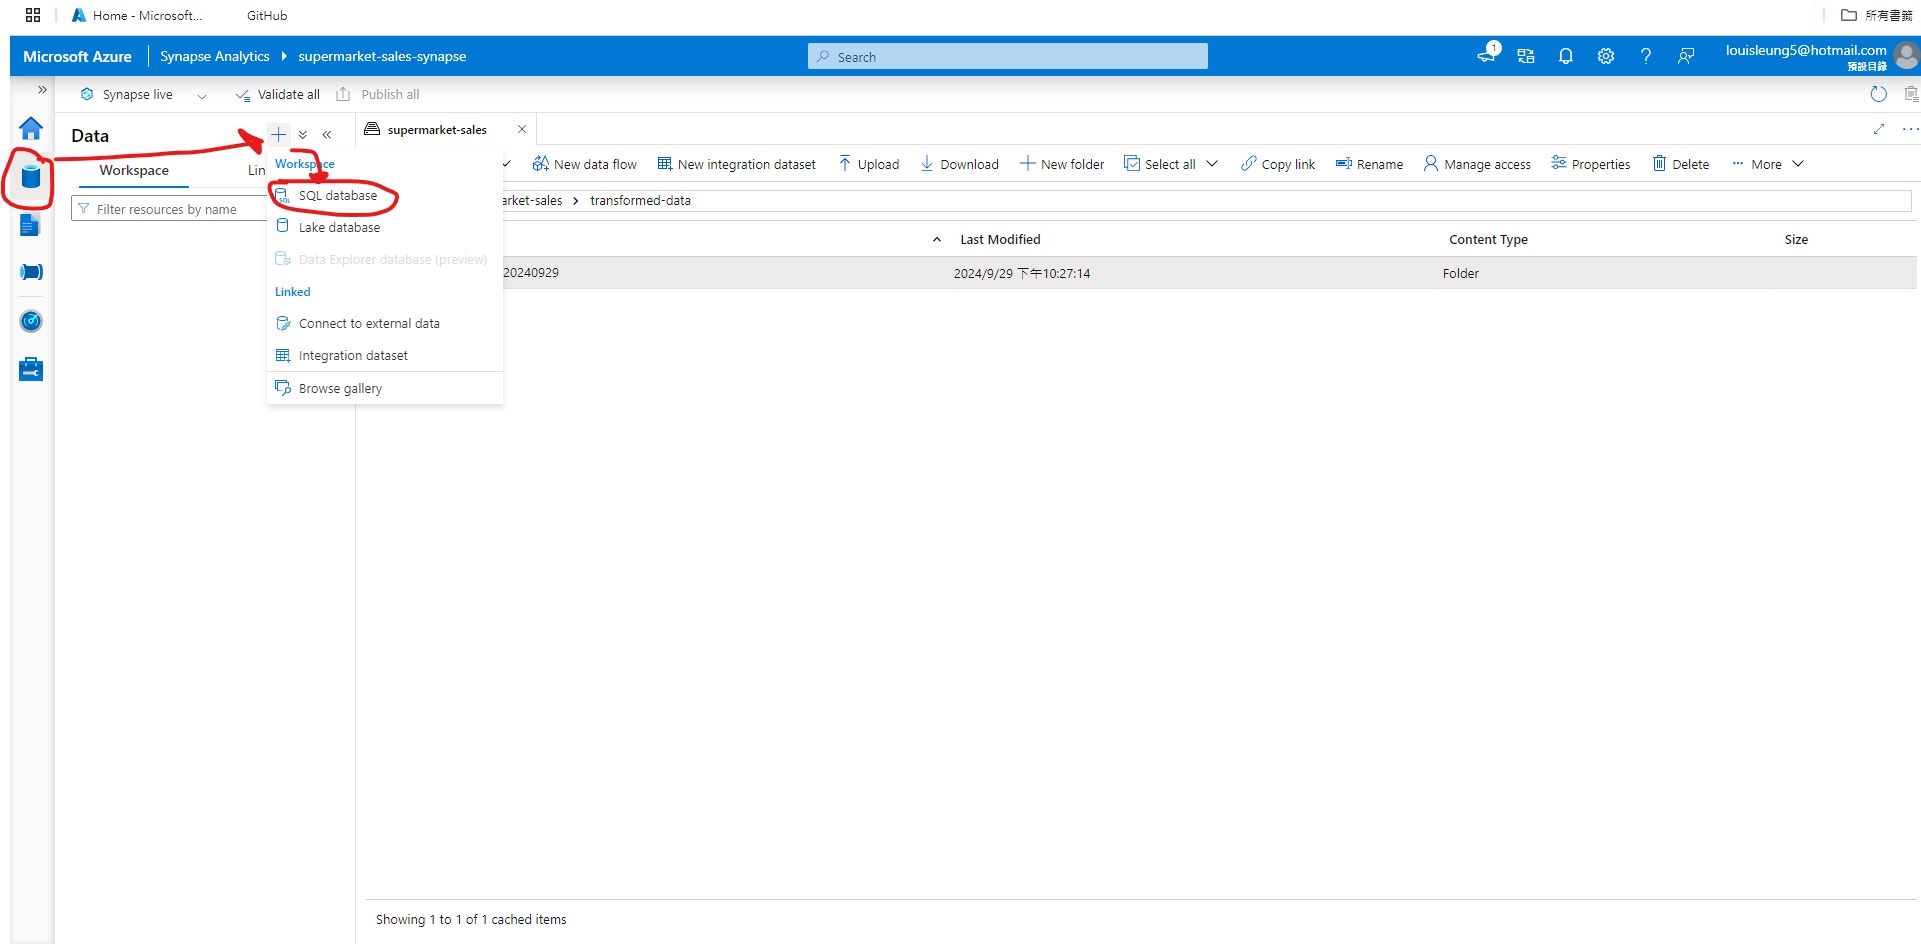 Home - Microsoft...
GitHub
所有書籤
Microsoft Azure
Synapse Analytics
supermarket-sales-synapse
Search
1
louisleung5@hotmail.com
預設目錄
Synapse live
Validate all
Publish all
Data
supermarket-sales
Workspace
Lin
Filter resources by name
Workspace
SQL database
Lake database
Data Explorer database (preview)
Linked
Connect to external data
Integration dataset
Browse gallery
New data flow
New integration dataset
Upload
Download
New folder
Select all
Copy link
Rename
Manage access
Properties
Delete
More
arket-sales > transformed-data
Last Modified
Content Type
Size
20240929
2024/9/29 下午10:27:14
Folder
Showing 1 to 1 of 1 cached items